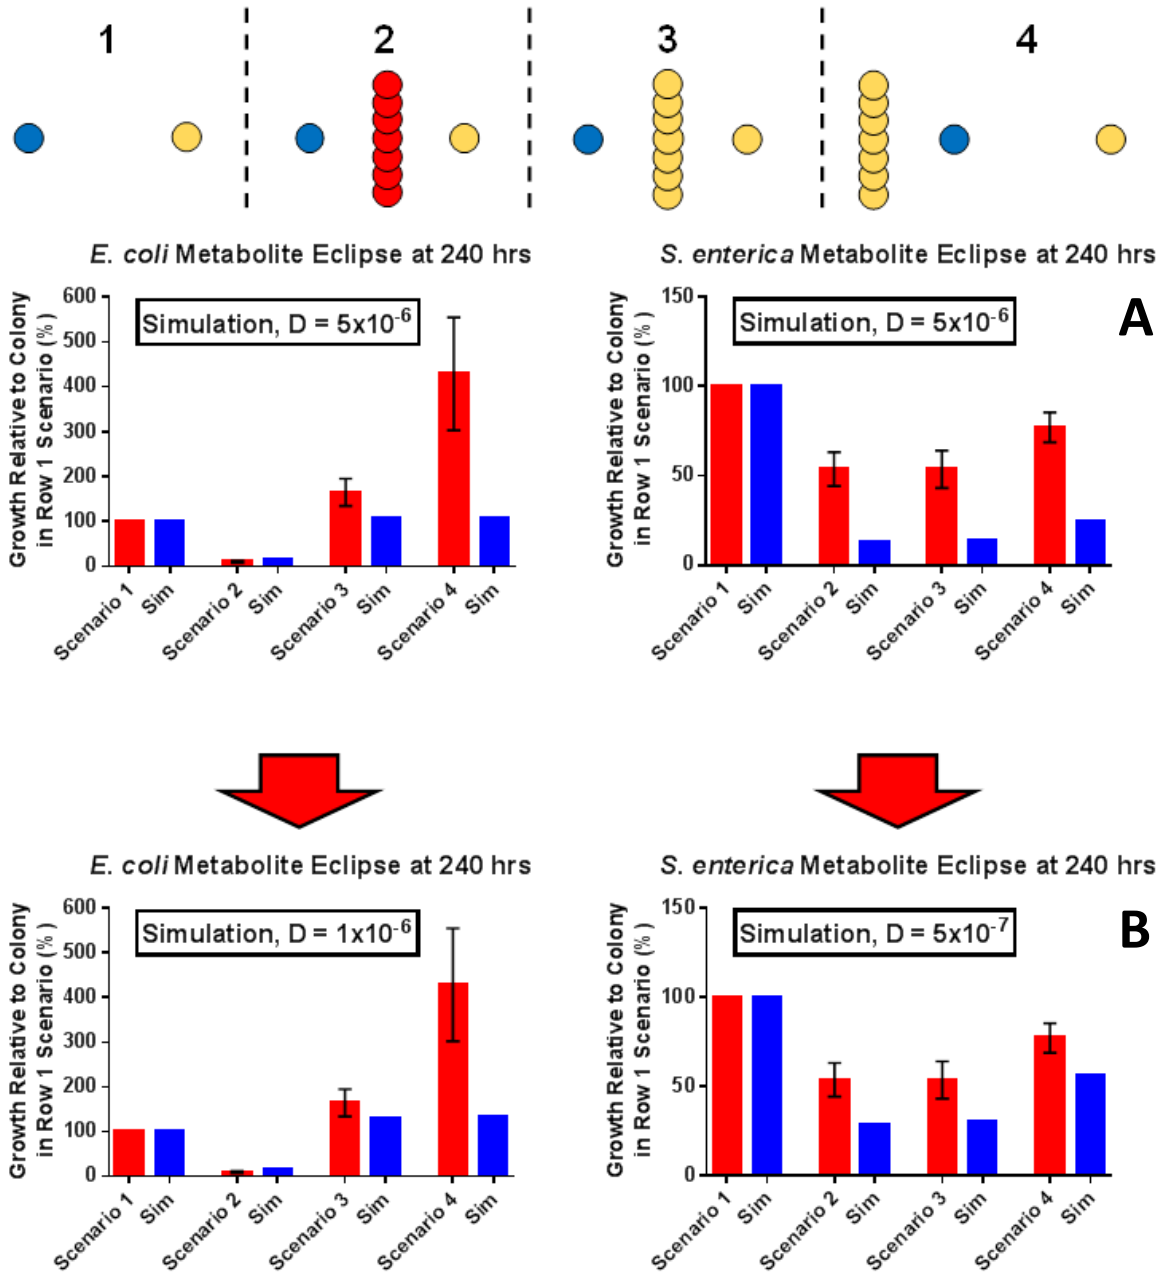 1
2
3
4
E. coli Metabolite Eclipse at 240 hrs
S. enterica Metabolite Eclipse at 240 hrs
A
Growth Relative to Colony
in Row 1 Scenario (%)
600
500
400
300
200
100
0
Simulation, D = 5x10⁻⁶
Scenario 1
Sim
Scenario 2
Sim
Scenario 3
Sim
Scenario 4
Sim
Growth Relative to Colony
in Row 1 Scenario (%)
150
100
50
0
Simulation, D = 5x10⁻⁶
Scenario 1
Sim
Scenario 2
Sim
Scenario 3
Sim
Scenario 4
Sim
E. coli Metabolite Eclipse at 240 hrs
S. enterica Metabolite Eclipse at 240 hrs
B
Growth Relative to Colony
in Row 1 Scenario (%)
600
500
400
300
200
100
0
Simulation, D = 1x10⁻⁶
Scenario 1
Sim
Scenario 2
Sim
Scenario 3
Sim
Scenario 4
Sim
Growth Relative to Colony
in Row 1 Scenario (%)
150
100
50
0
Simulation, D = 5x10⁻⁷
Scenario 1
Sim
Scenario 2
Sim
Scenario 3
Sim
Scenario 4
Sim